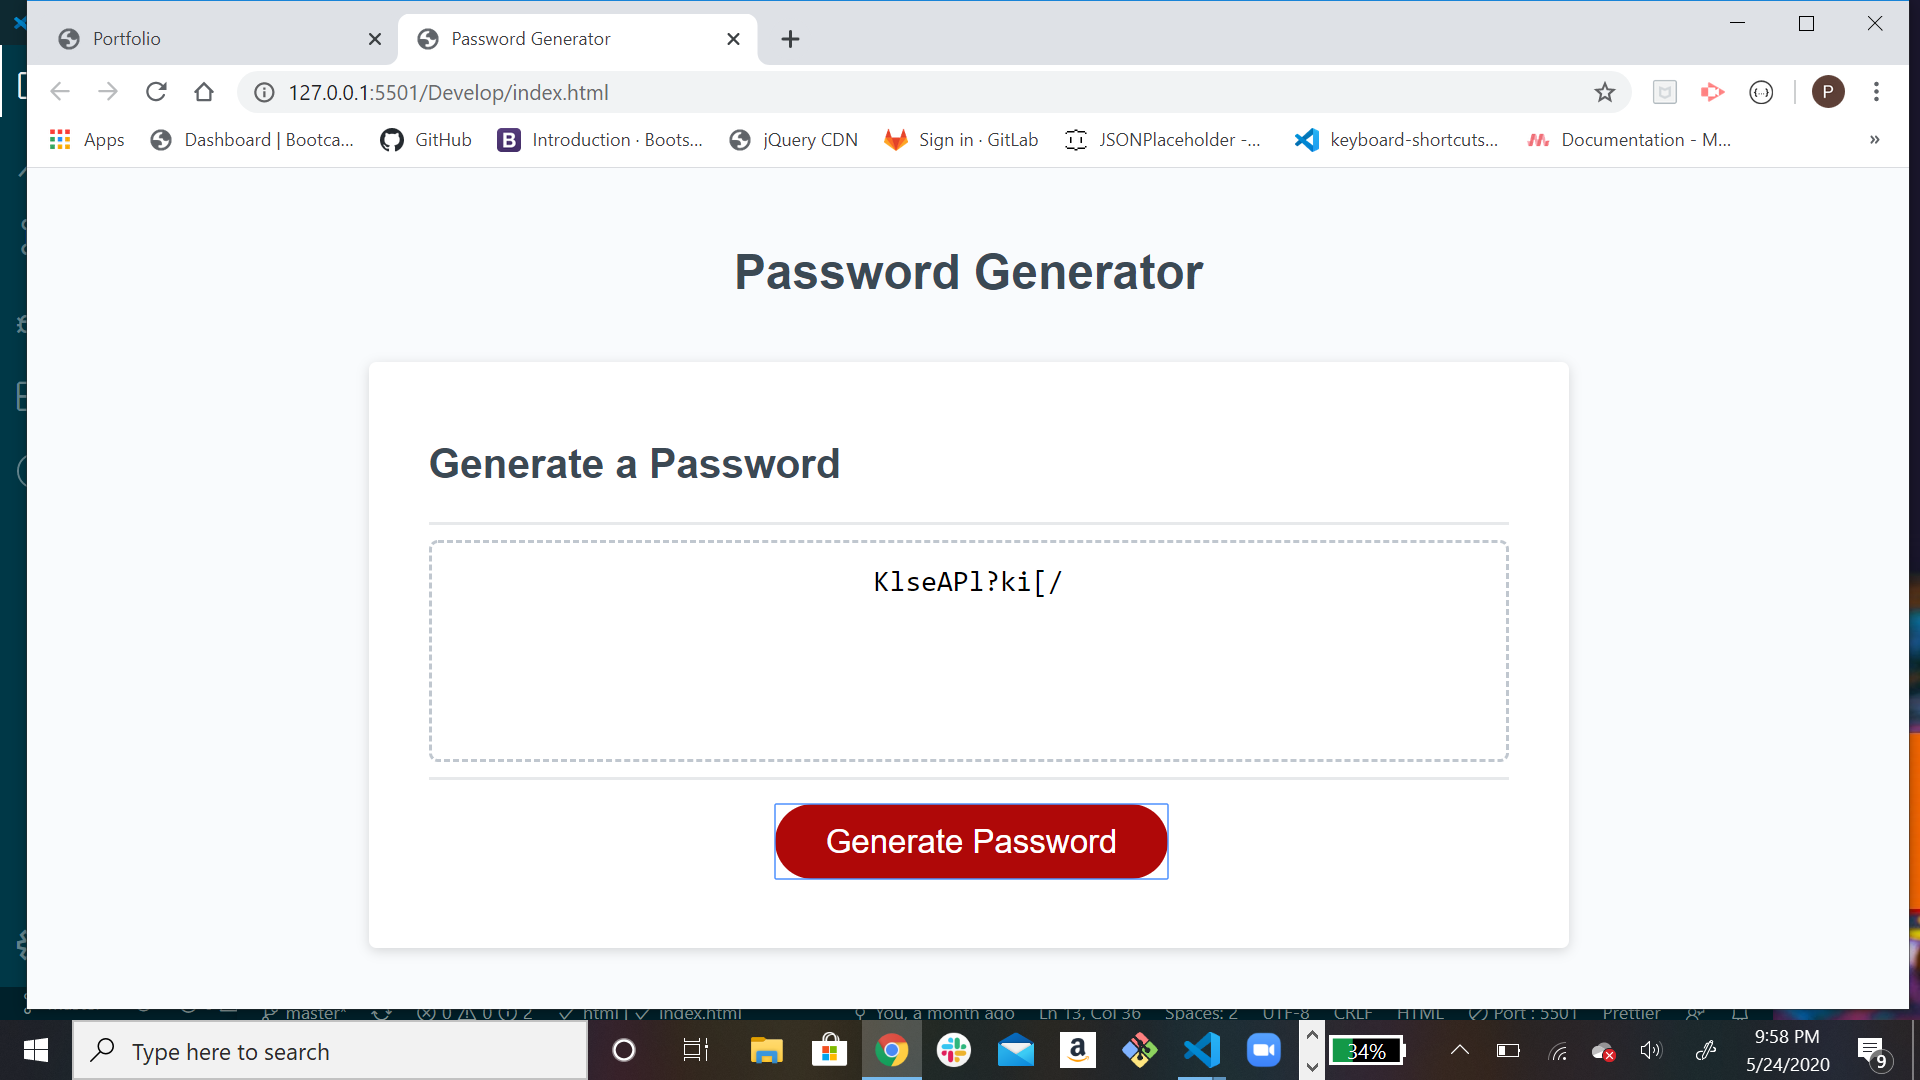 Portfolio
Password Generator
127.0.0.1:5501/Develop/index.html
P
Apps
Dashboard | Bootca...
GitHub
B
Introduction · Boots...
jQuery CDN
Sign in · GitLab
JSONPlaceholder -...
keyboard-shortcuts...
Documentation - M...
»
Password Generator
Generate a Password
KlseAPl?ki[/
Generate Password
master*
0 0 2
html | index.html
You, a month ago
Ln 13, Col 36
Spaces: 2
UTF-8
CRLF
HTML
Port : 5501
Prettier
Type here to search
a
34%
9:58 PM
5/24/2020
9